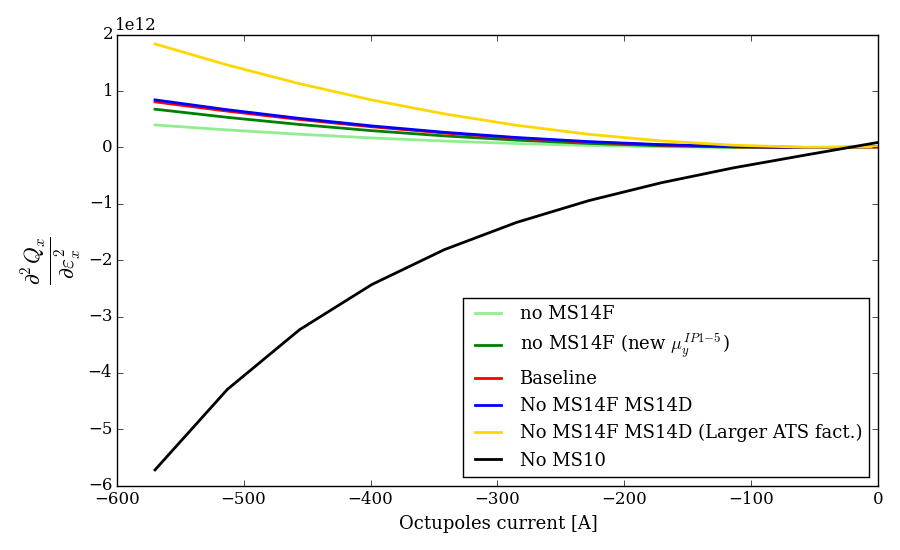 1e12
2
1
0
−1
−2
−3
−4
−5
−6
−600 −500 −400 −300 −200 −100 0
∂²Qₓ / ∂εₓ²
Octupoles current [A]
no MS14F
no MS14F (new μ_y^{IP1−5})
Baseline
No MS14F MS14D
No MS14F MS14D (Larger ATS fact.)
No MS10